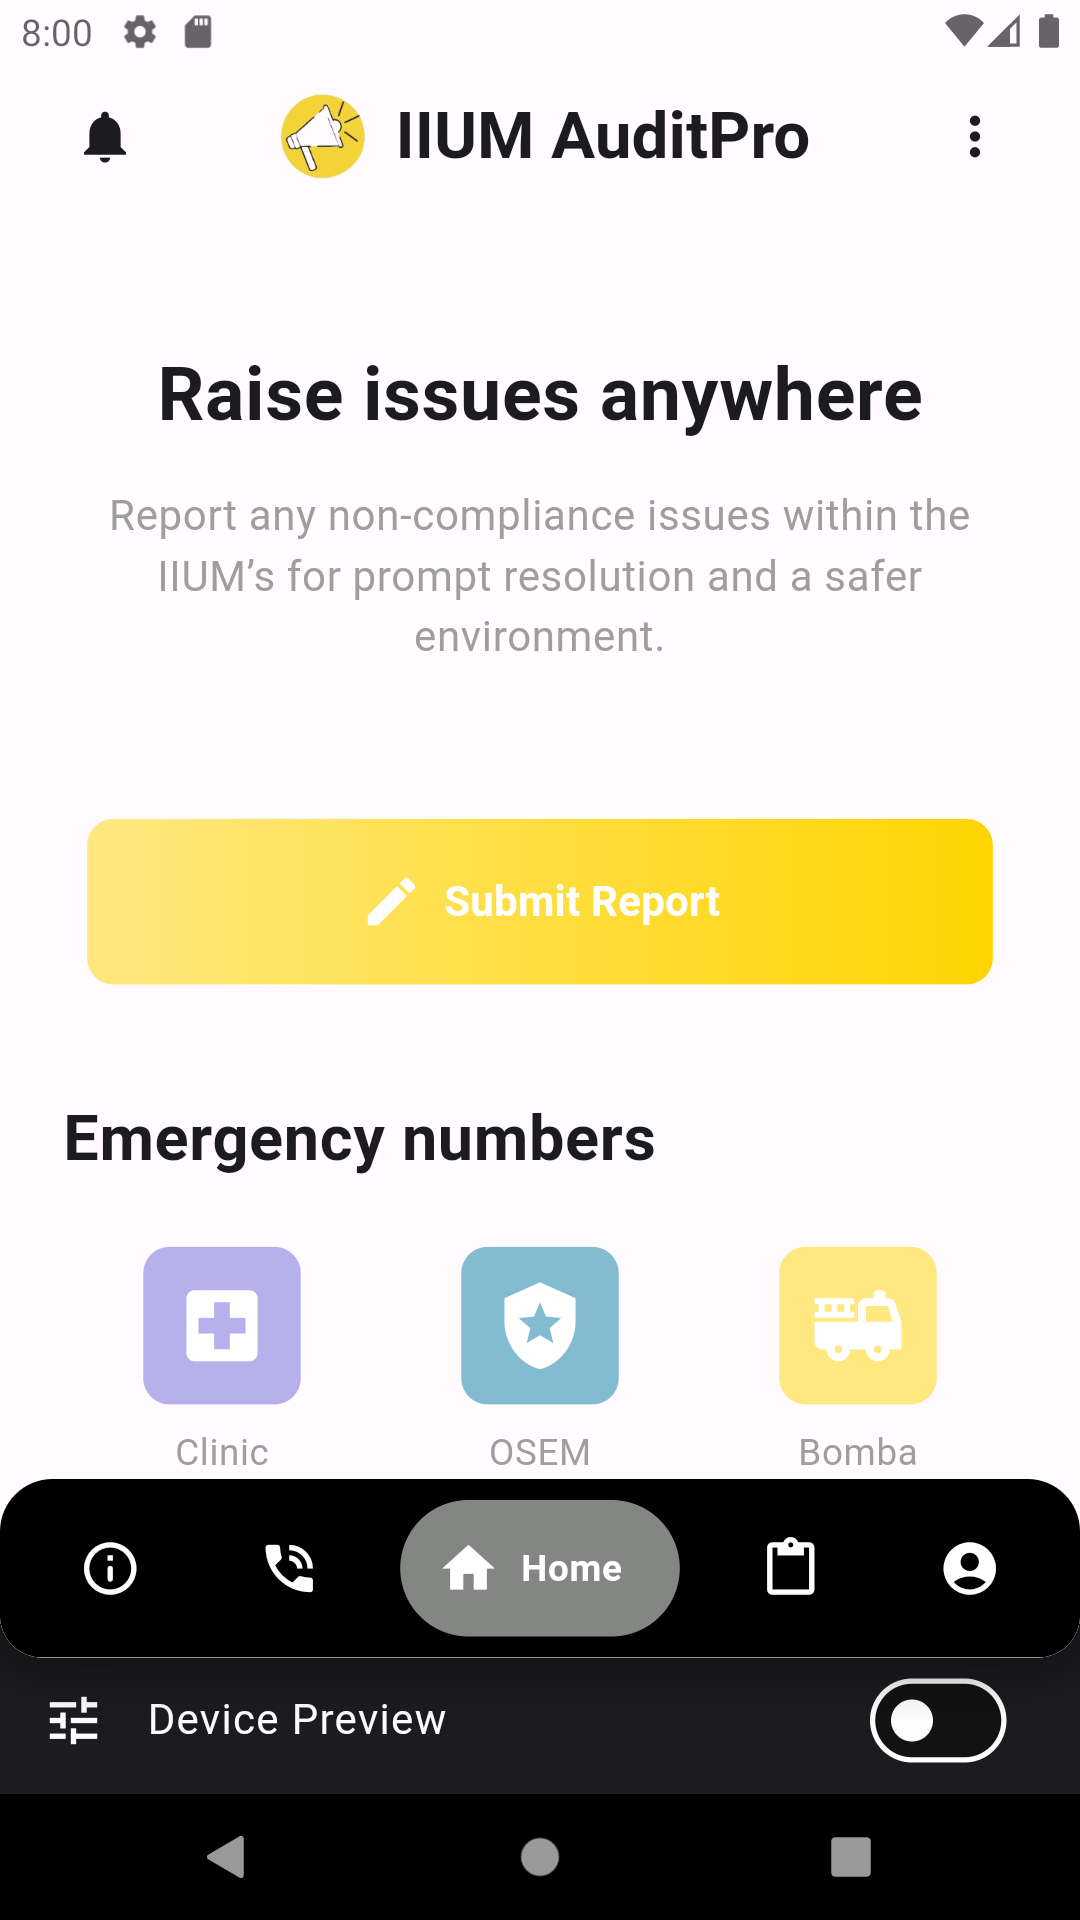 8:00
IIUM AuditPro
Raise issues anywhere
Report any non-compliance issues within the
IIUM’s for prompt resolution and a safer
environment.
Submit Report
Emergency numbers
Clinic OSEM Bomba
Home
Device Preview